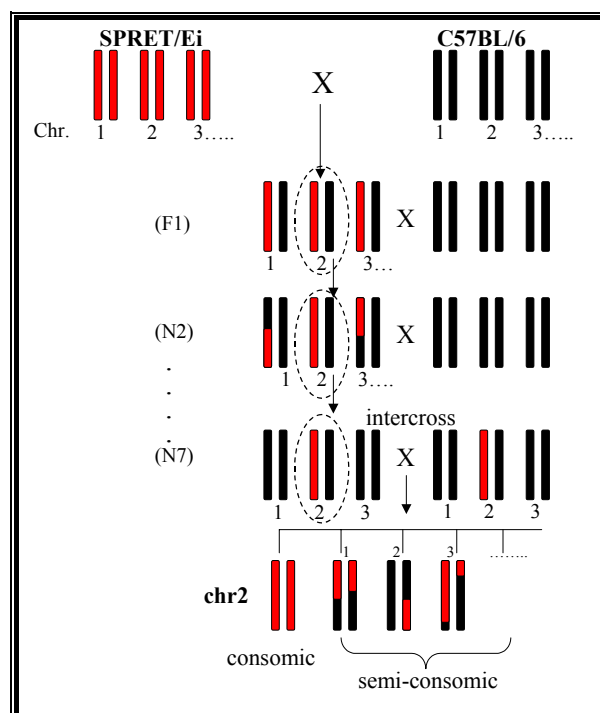 SPRET/Ei C57BL/6
X
Chr. 1 2 3….. 1 2 3…..
(F1) X
1 2 3…
(N2) X
1 2 3….
intercross
(N7) X
1 2 3 1 2 3
1 2 3 ……..
chr2
consomic
semi-consomic